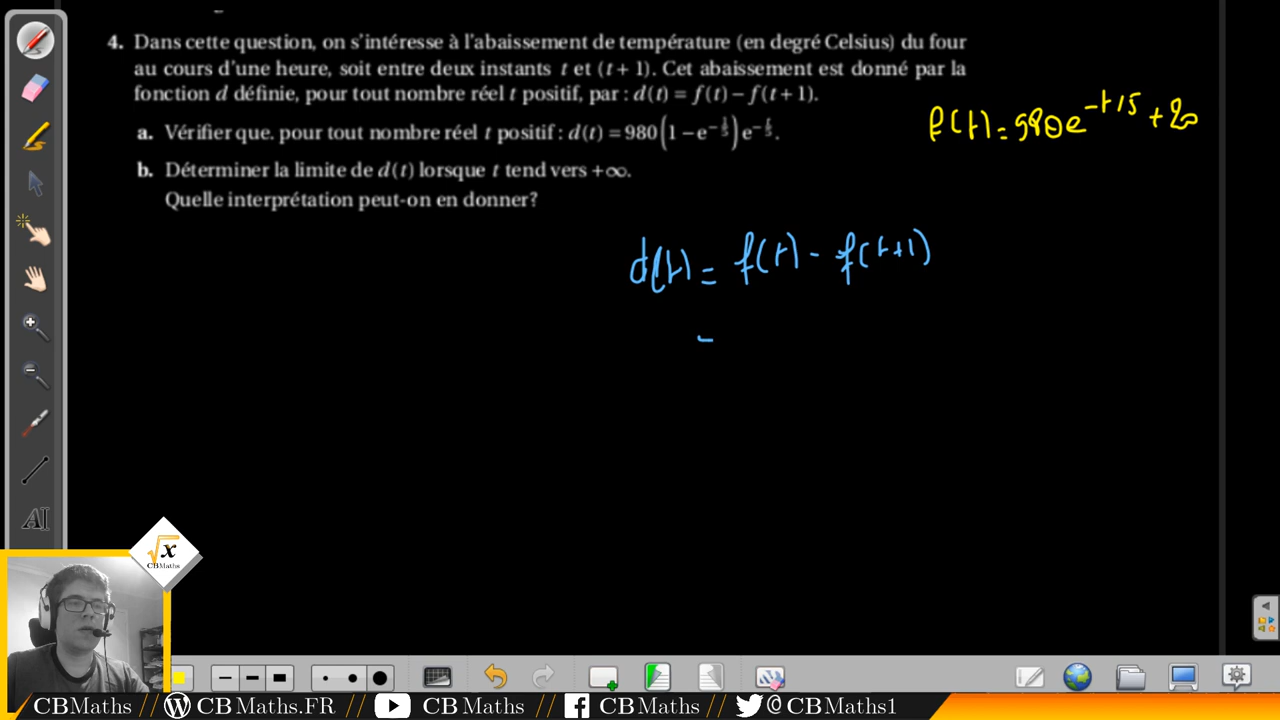 4. Dans cette question, on s'intéresse à l'abaissement de température (en degré Celsius) du four
au cours d'une heure, soit entre deux instants t et (t + 1). Cet abaissement est donné par la
fonction d définie, pour tout nombre réel t positif, par : d(t) = f(t) − f(t + 1).
a. Vérifier que. pour tout nombre réel t positif : d(t) = 980(1 − e^{−1/5})e^{−t/5}.
f(t) = 980e^{-t/5} + 20
b. Déterminer la limite de d(t) lorsque t tend vers +∞.
Quelle interprétation peut-on en donner?
d(t) = f(t) - f(t+1)
=
√x
CBMaths
AI
CBMaths // CBMaths.FR // CBMaths // CBMaths // @CBMaths1